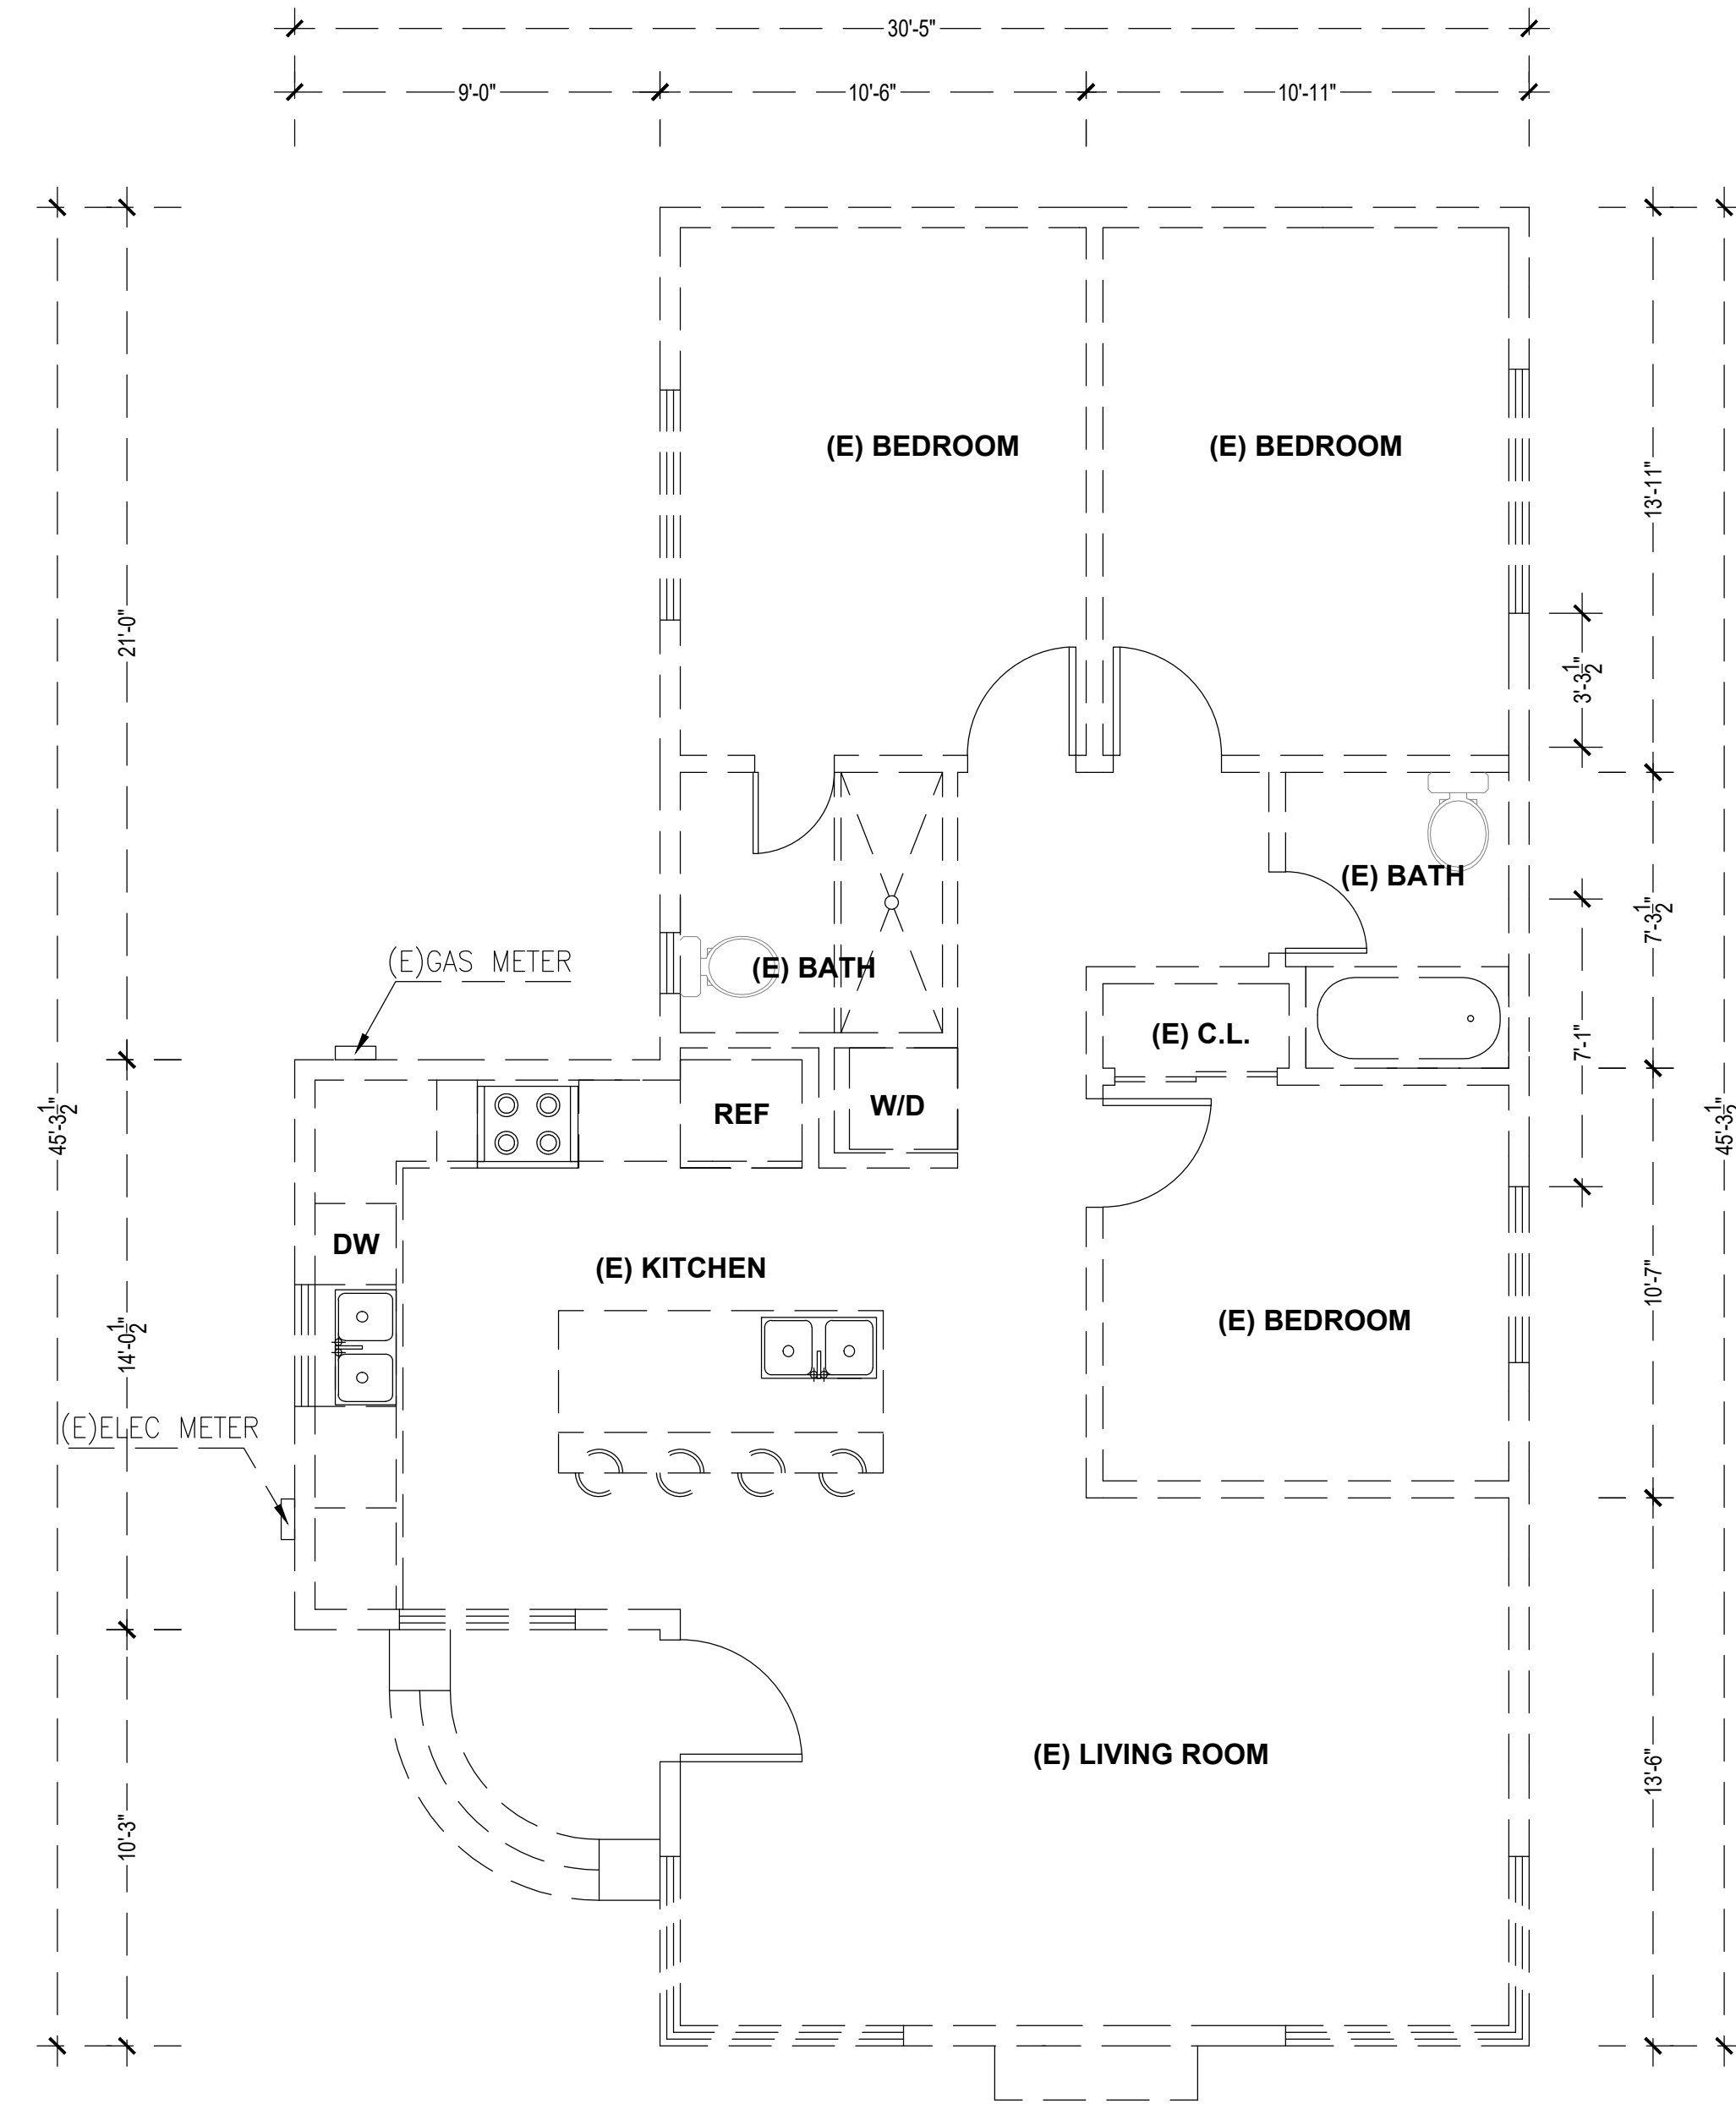 30'-5"
9'-0"
10'-6"
10'-11"
(E) BEDROOM
(E) BEDROOM
13'-11"
21'-0"
3'-3 1/2"
(E) BATH
7'-3 1/2"
(E)GAS METER
(E) BATH
(E) C.L.
7'-1"
REF
W/D
45'-3 1/2"
45'-3 1/2"
DW
(E) KITCHEN
10'-7"
(E) BEDROOM
14'-0 1/2"
(E)ELEC METER
(E) LIVING ROOM
13'-6"
10'-3"